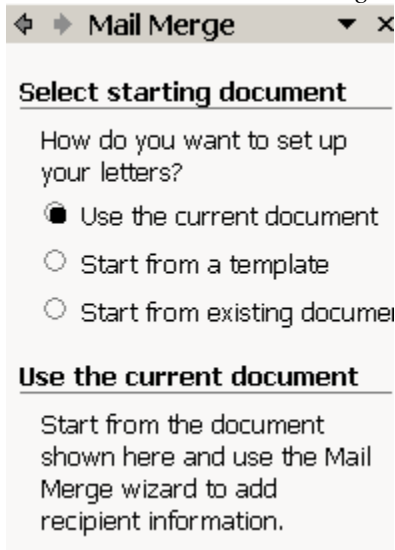 Mail Merge
Select starting document
How do you want to set up
your letters?
Use the current document
Start from a template
Start from existing documen
Use the current document
Start from the document
shown here and use the Mail
Merge wizard to add
recipient information.